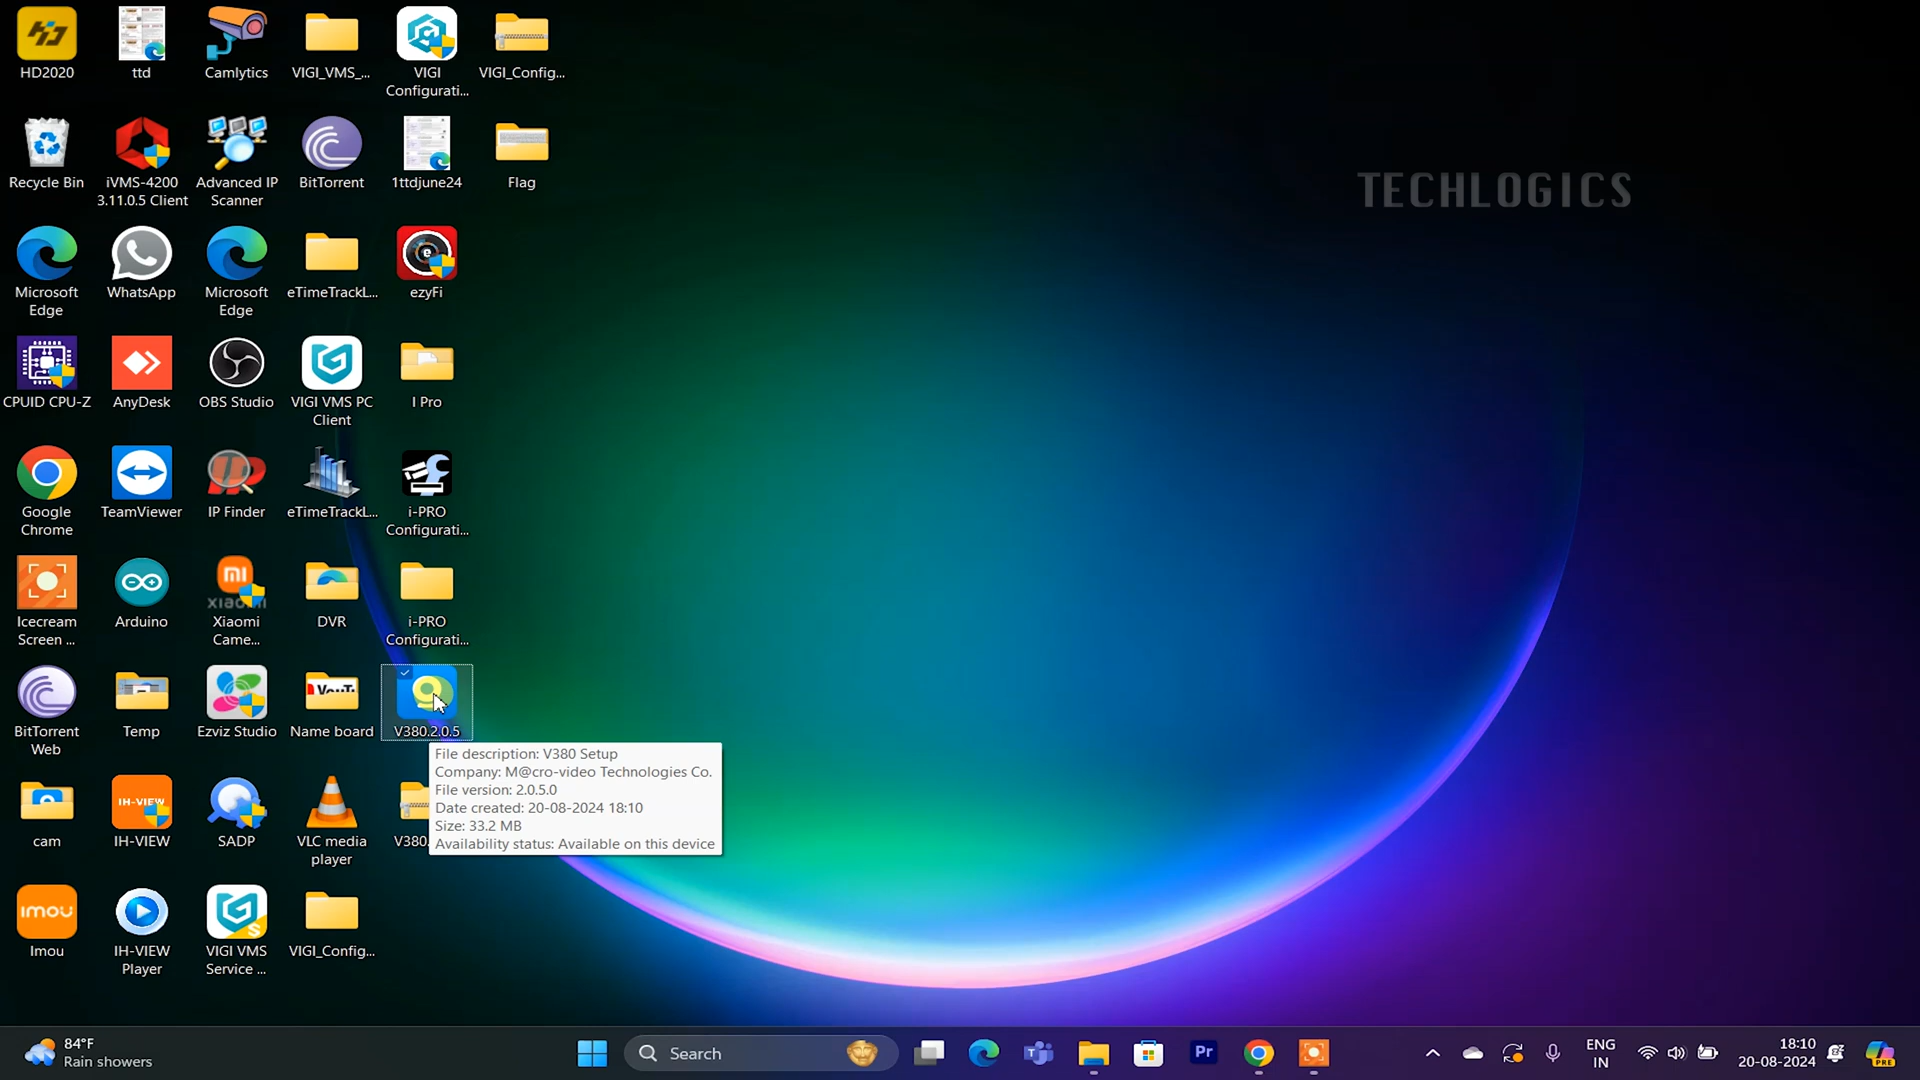 HD2020
ttd
Camlytics
VIGI_VMS_...
VIGI
Configurati...
VIGI_Config...
Recycle Bin
iVMS-4200
3.11.0.5 Client
Advanced IP
Scanner
BitTorrent
1ttdjune24
Flag
TECHLOGICS
Microsoft
Edge
WhatsApp
Microsoft
Edge
eTimeTrackL...
ezyFi
CPUID CPU-Z
AnyDesk
OBS Studio
VIGI VMS PC
Client
I Pro
Google
Chrome
TeamViewer
IP Finder
eTimeTrackL...
i-PRO
Configurati...
Icecream
Screen ...
Arduino
xiaomi
Xiaomi
Came...
DVR
i-PRO
Configurati...
BitTorrent
Web
Temp
Ezviz Studio
Name board
V380.2.0.5
File description: V380 Setup
Company: M@cro-video Technologies Co.
File version: 2.0.5.0
Date created: 20-08-2024 18:10
Size: 33.2 MB
Availability status: Available on this device
cam
IH-VIEW
IH-VIEW
SADP
VLC media
player
V380.
imou
Imou
IH-VIEW
Player
VIGI VMS
Service ...
VIGI_Config...
84°F
Rain showers
Search
Pr
ENG
IN
18:10
20-08-2024
PRE